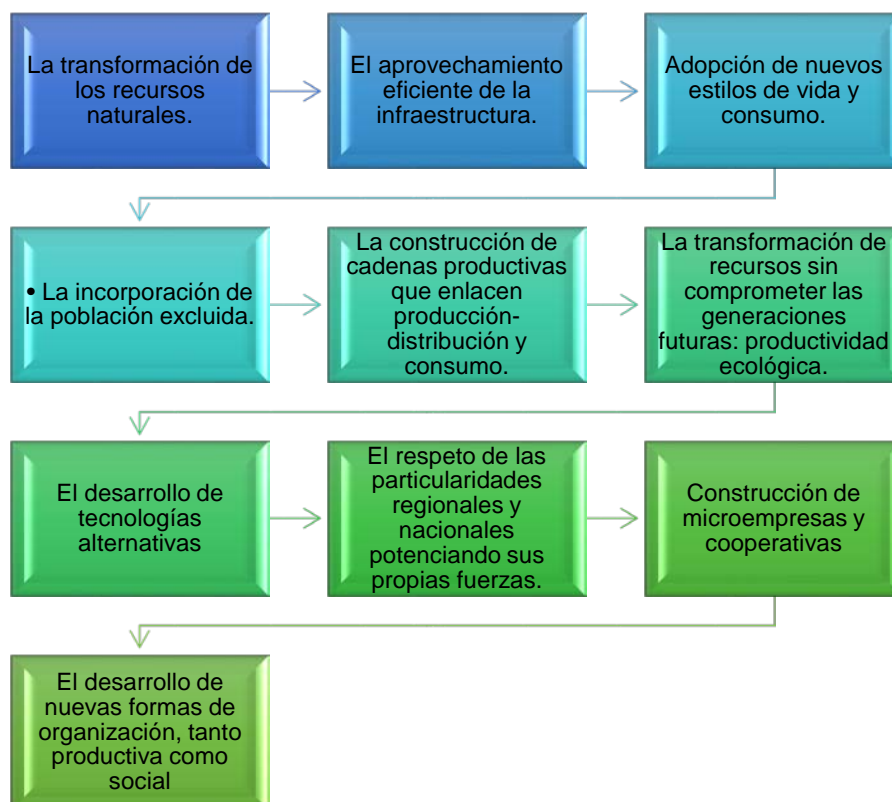 La transformación de
los recursos
naturales.
El aprovechamiento
eficiente de la
infraestructura.
Adopción de nuevos
estilos de vida y
consumo.
• La incorporación de
la población excluida.
La construcción de
cadenas productivas
que enlacen
producción-
distribución y
consumo.
La transformación de
recursos sin
comprometer las
generaciones
futuras: productividad
ecológica.
El desarrollo de
tecnologías
alternativas
El respeto de las
particularidades
regionales y
nacionales
potenciando sus
propias fuerzas.
Construcción de
microempresas y
cooperativas
El desarrollo de
nuevas formas de
organización, tanto
productiva como
social